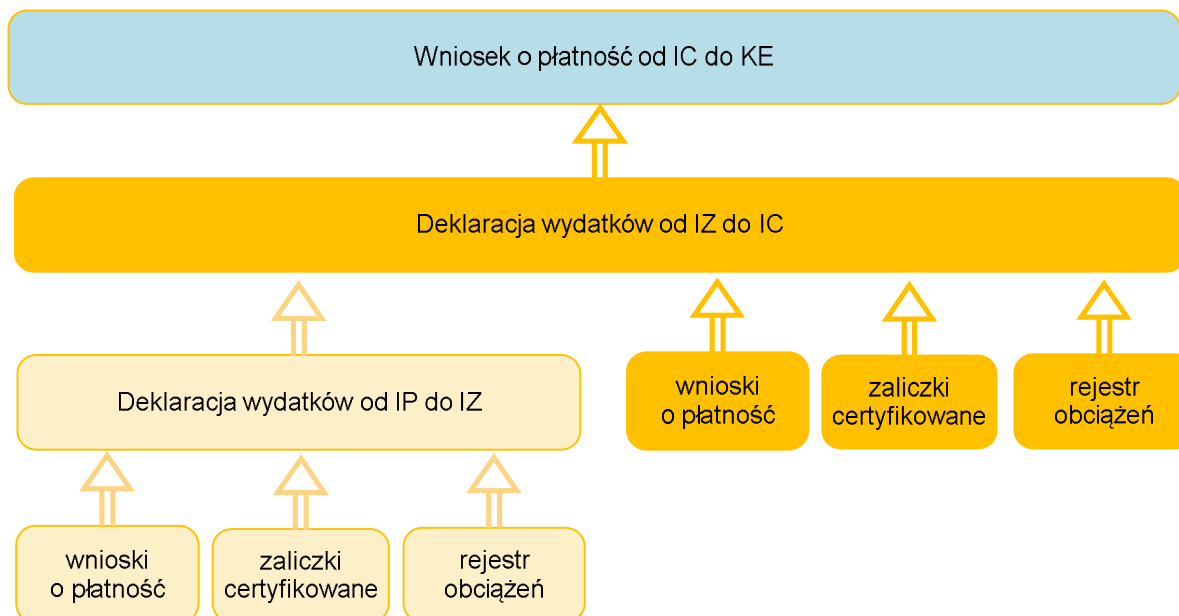 Wniosek o płatność od IC do KE
Deklaracja wydatków od IZ do IC
Deklaracja wydatków od IP do IZ
wnioski
o płatność
zaliczki
certyfikowane
rejestr
obciążeń
wnioski
o płatność
zaliczki
certyfikowane
rejestr
obciążeń